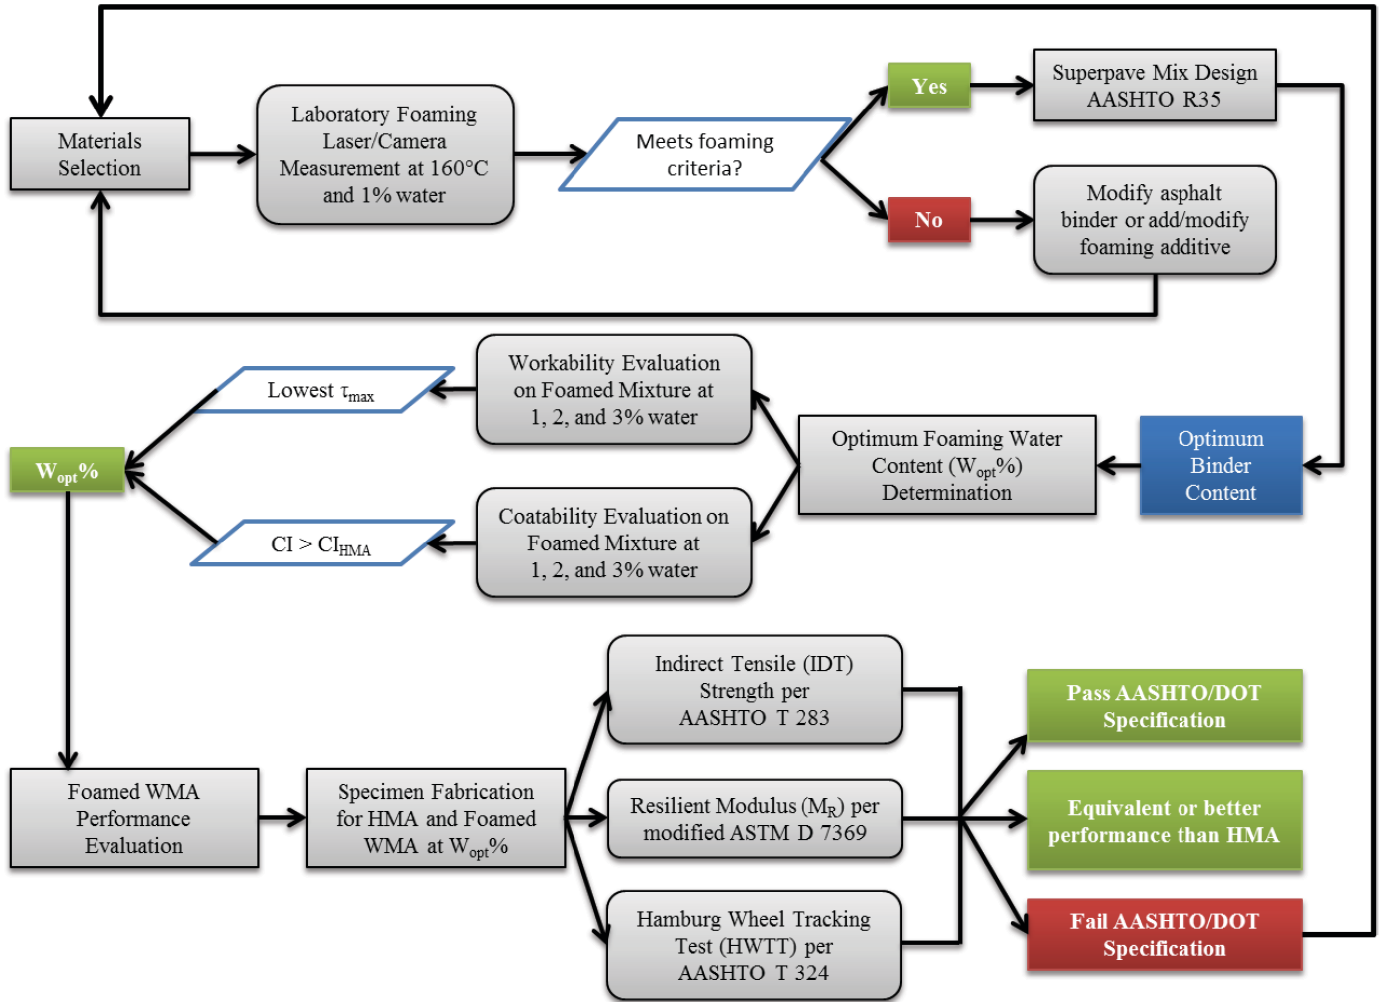 Materials
Selection
Laboratory Foaming
Laser/Camera
Measurement at 160°C
and 1% water
Meets foaming
criteria?
Yes
No
Superpave Mix Design
AASHTO R35
Modify asphalt
binder or add/modify
foaming additive
Optimum
Binder
Content
Optimum Foaming Water
Content (Wopt%)
Determination
Workability Evaluation
on Foamed Mixture at
1, 2, and 3% water
Coatability Evaluation on
Foamed Mixture at
1, 2, and 3% water
Lowest τmax
CI > CIHMA
Wopt%
Foamed WMA
Performance
Evaluation
Specimen Fabrication
for HMA and Foamed
WMA at Wopt%
Indirect Tensile (IDT)
Strength per
AASHTO T 283
Resilient Modulus (MR) per
modified ASTM D 7369
Hamburg Wheel Tracking
Test (HWTT) per
AASHTO T 324
Pass AASHTO/DOT
Specification
Equivalent or better
performance than HMA
Fail AASHTO/DOT
Specification